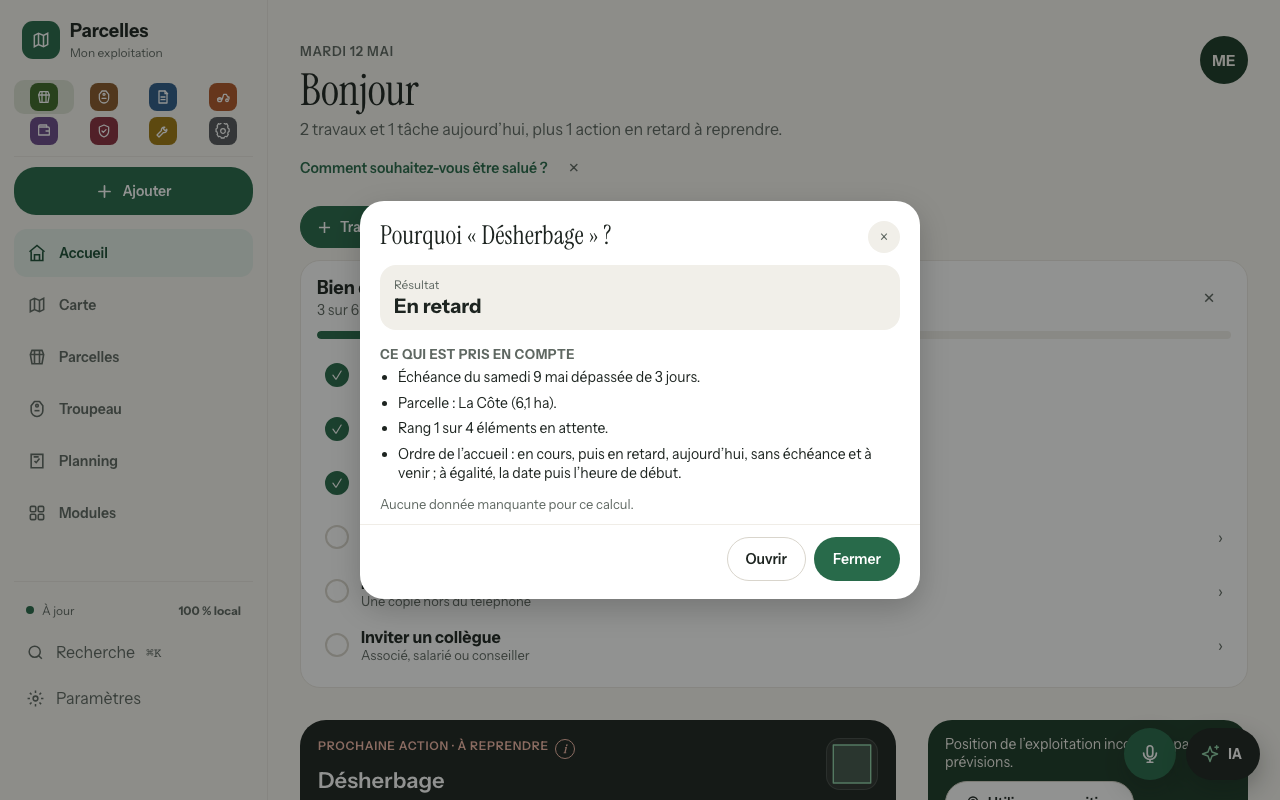 Parcelles
Mon exploitation
Ajouter
Accueil
Carte
Parcelles
Troupeau
Planning
Modules
À jour
100 % local
Recherche ⌘K
Paramètres
MARDI 12 MAI
ME
Bonjour
2 travaux et 1 tâche aujourd'hui, plus 1 action en retard à reprendre.
Comment souhaitez-vous être salué ? ×
Pourquoi « Désherbage » ?
×
Résultat
En retard
CE QUI EST PRIS EN COMPTE
• Échéance du samedi 9 mai dépassée de 3 jours.
• Parcelle : La Côte (6,1 ha).
• Rang 1 sur 4 éléments en attente.
• Ordre de l'accueil : en cours, puis en retard, aujourd'hui, sans échéance et à
venir ; à égalité, la date puis l'heure de début.
Aucune donnée manquante pour ce calcul.
Ouvrir
Fermer
Bien
3 sur 6
×
Une copie hors du téléphone
Inviter un collègue
Associé, salarié ou conseiller
PROCHAINE ACTION · À REPRENDRE i
Désherbage
Position de l'exploitation
prévisions.
IA